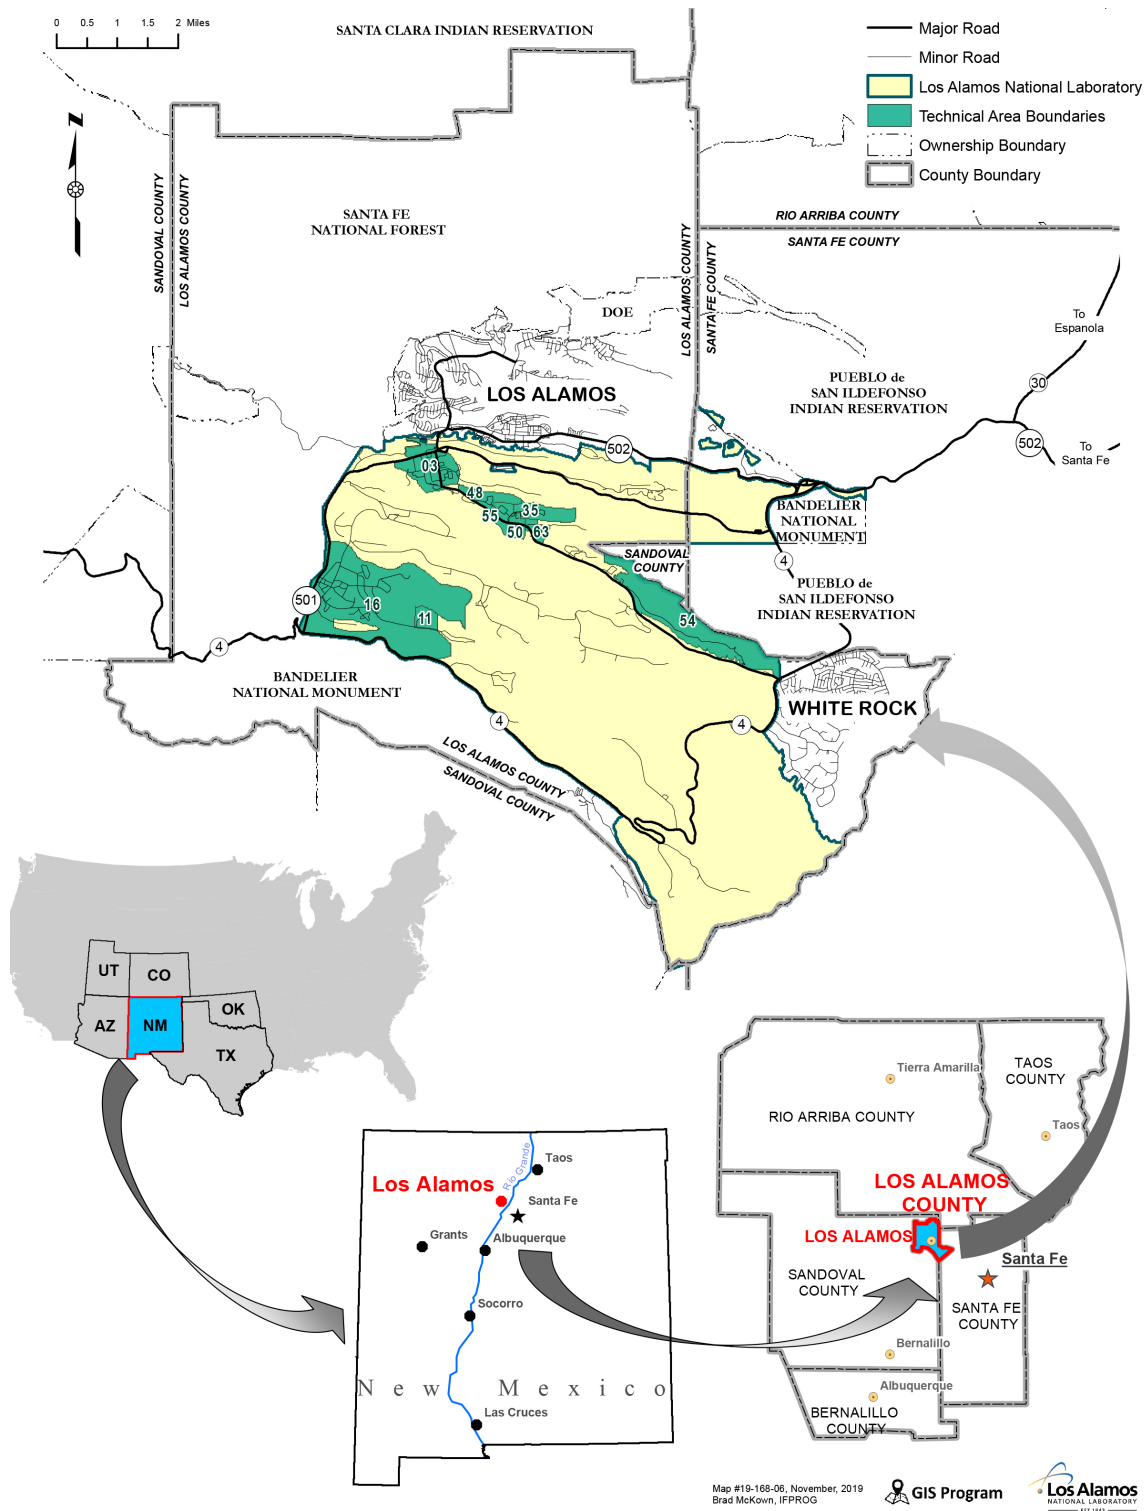 0 0.5 1 1.5 2 Miles
SANTA CLARA INDIAN RESERVATION
Major Road
Minor Road
Los Alamos National Laboratory
Technical Area Boundaries
Ownership Boundary
County Boundary
Z
SANDOVAL COUNTY
LOS ALAMOS COUNTY
SANTA FE
NATIONAL FOREST
LOS ALAMOS COUNTY
SANTA FE COUNTY
RIO ARRIBA COUNTY
SANTA FE COUNTY
DOE
To
Espanola
LOS ALAMOS
PUEBLO de
SAN ILDEFONSO
INDIAN RESERVATION
30
502
502
To
Santa Fe
03
48
55
35
50
63
BANDELIER
NATIONAL
MONUMENT
SANDOVAL
COUNTY
4
PUEBLO de
SAN ILDEFONSO
INDIAN RESERVATION
501
16
11
54
4
BANDELIER
NATIONAL MONUMENT
WHITE ROCK
4
4
LOS ALAMOS COUNTY
SANDOVAL COUNTY
UT
CO
AZ
NM
OK
TX
Tierra Amarilla
TAOS
COUNTY
RIO ARRIBA COUNTY
Taos
Río Grande
Taos
Los Alamos
Santa Fe
Grants
Albuquerque
Socorro
New Mexico
Las Cruces
LOS ALAMOS
COUNTY
LOS ALAMOS
Santa Fe
SANDOVAL
COUNTY
SANTA FE
COUNTY
Bernalillo
Albuquerque
BERNALILLO
COUNTY
Map #19-168-06, November, 2019
Brad McKown, IFPROG
GIS Program
Los Alamos
NATIONAL LABORATORY
EST. 1943